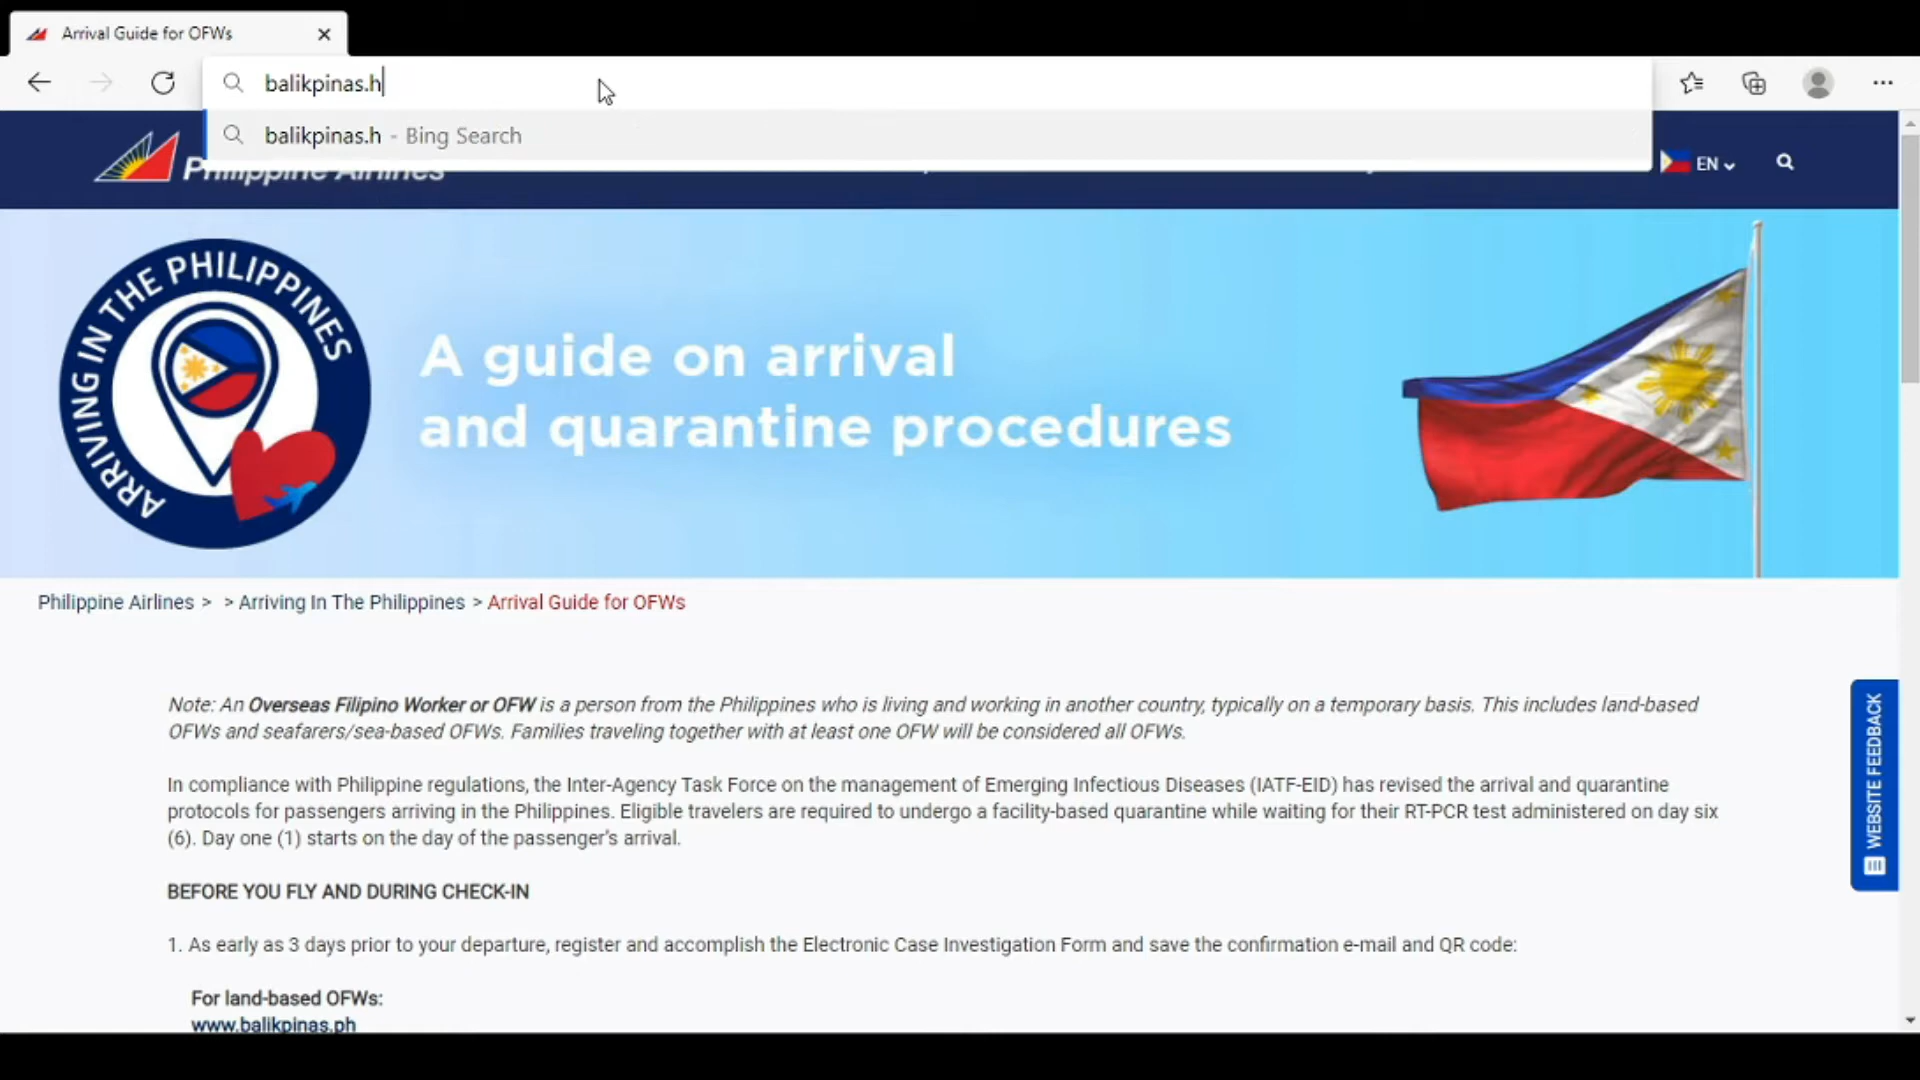 Arrival Guide for OFWs
balikpinas.h
balikpinas.h - Bing Search
Philippine Airlines
EN
ARRIVING IN THE PHILIPPINES
A guide on arrival
and quarantine procedures
Philippine Airlines > > Arriving In The Philippines > Arrival Guide for OFWs
Note: An Overseas Filipino Worker or OFW is a person from the Philippines who is living and working in another country, typically on a temporary basis. This includes land-based
OFWs and seafarers/sea-based OFWs. Families traveling together with at least one OFW will be considered all OFWs.
In compliance with Philippine regulations, the Inter-Agency Task Force on the management of Emerging Infectious Diseases (IATF-EID) has revised the arrival and quarantine
protocols for passengers arriving in the Philippines. Eligible travelers are required to undergo a facility-based quarantine while waiting for their RT-PCR test administered on day six
(6). Day one (1) starts on the day of the passenger's arrival.
BEFORE YOU FLY AND DURING CHECK-IN
1. As early as 3 days prior to your departure, register and accomplish the Electronic Case Investigation Form and save the confirmation e-mail and QR code:
For land-based OFWs:
www.balikpinas.ph
WEBSITE FEEDBACK